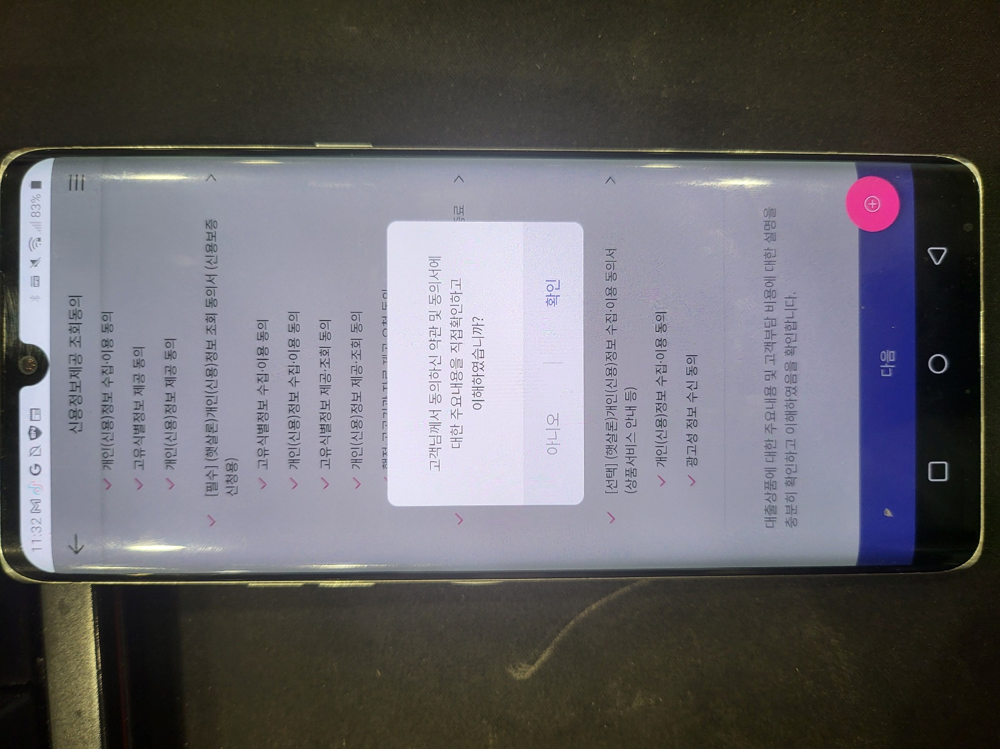 11:32
83%
신용정보제공 조회동의
개인(신용)정보 수집·이용 동의
고유식별정보 제공 동의
개인(신용)정보 제공 동의
[필수] (햇살론)개인(신용)정보 조회 동의서 (신용보증
신청용)
고유식별정보 수집·이용 동의
개인(신용)정보 수집·이용 동의
고유식별정보 제공·조회 동의
개인(신용)정보 제공·조회 동의
고객님께서 동의하신 약관 및 동의서에
대한 주요내용을 직접확인하고
이해하였습니까?
아니오 | 확인
[선택] (햇살론)개인(신용)정보 수집·이용 동의서
(상품서비스 안내 등)
개인(신용)정보 수집·이용 동의
광고성 정보 수신 동의
대출상품에 대한 주요내용 및 고객부담 비용에 대한 설명을
충분히 확인하고 이해하였음을 확인합니다.
다음